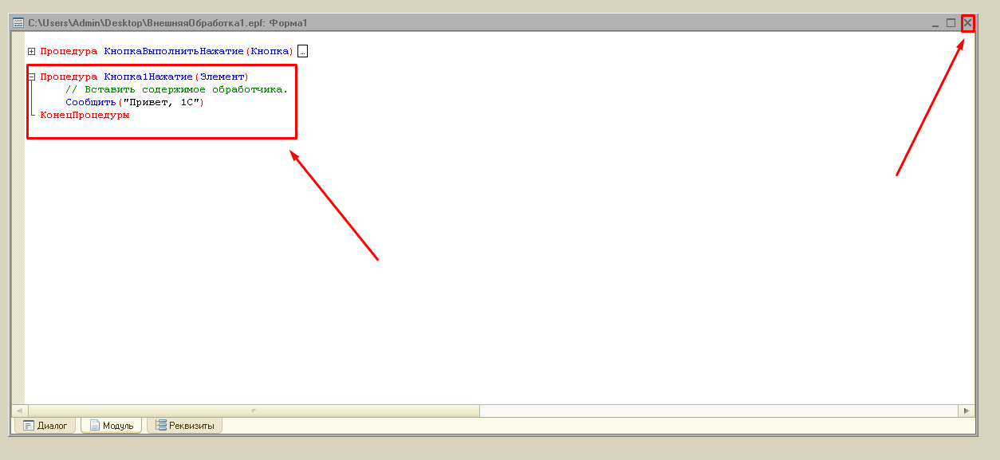 C:\Users\Admin\Desktop\ВнешняяОбработка1.epf: Форма1
Процедура КнопкаВыполнитьНажатие(Кнопка) ...
Процедура Кнопка1Нажатие(Элемент)
// Вставить содержимое обработчика.
Сообщить("Привет, 1С")
КонецПроцедуры
Диалог Модуль Реквизиты